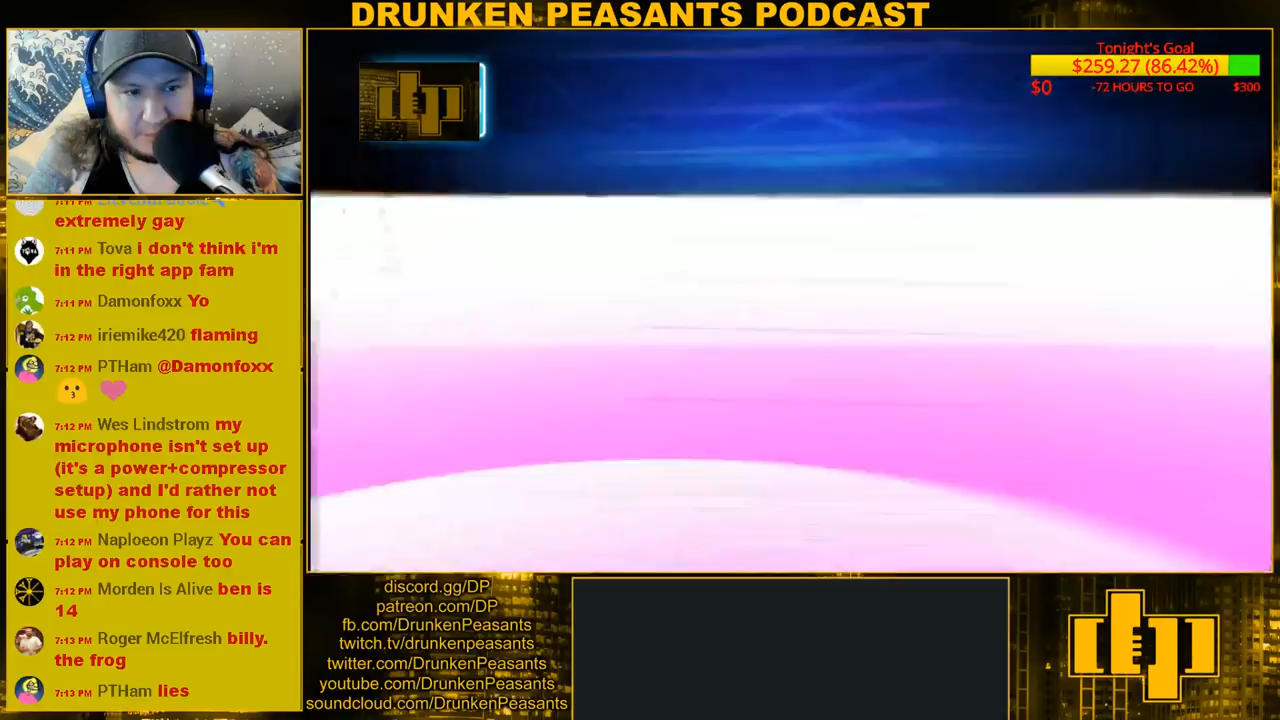 DRUNKEN PEASANTS PODCAST
Tonight's Goal
$259.27 (86.42%)
$0 -72 HOURS TO GO $300
7:11 PM
extremely gay
7:11 PM Tova i don't think i'm
in the right app fam
7:11 PM Damonfoxx Yo
7:12 PM iriemike420 flaming
7:12 PM PTHam @Damonfoxx
7:12 PM Wes Lindstrom my
microphone isn't set up
(it's a power+compressor
setup) and I'd rather not
use my phone for this
7:12 PM Naploeon Playz You can
play on console too
7:12 PM Morden Is Alive ben is
14
7:13 PM Roger McElfresh billy.
the frog
7:13 PM PTHam lies
discord.gg/DP
patreon.com/DP
fb.com/DrunkenPeasants
twitch.tv/drunkenpeasants
twitter.com/DrunkenPeasants
youtube.com/DrunkenPeasants
soundcloud.com/DrunkenPeasants